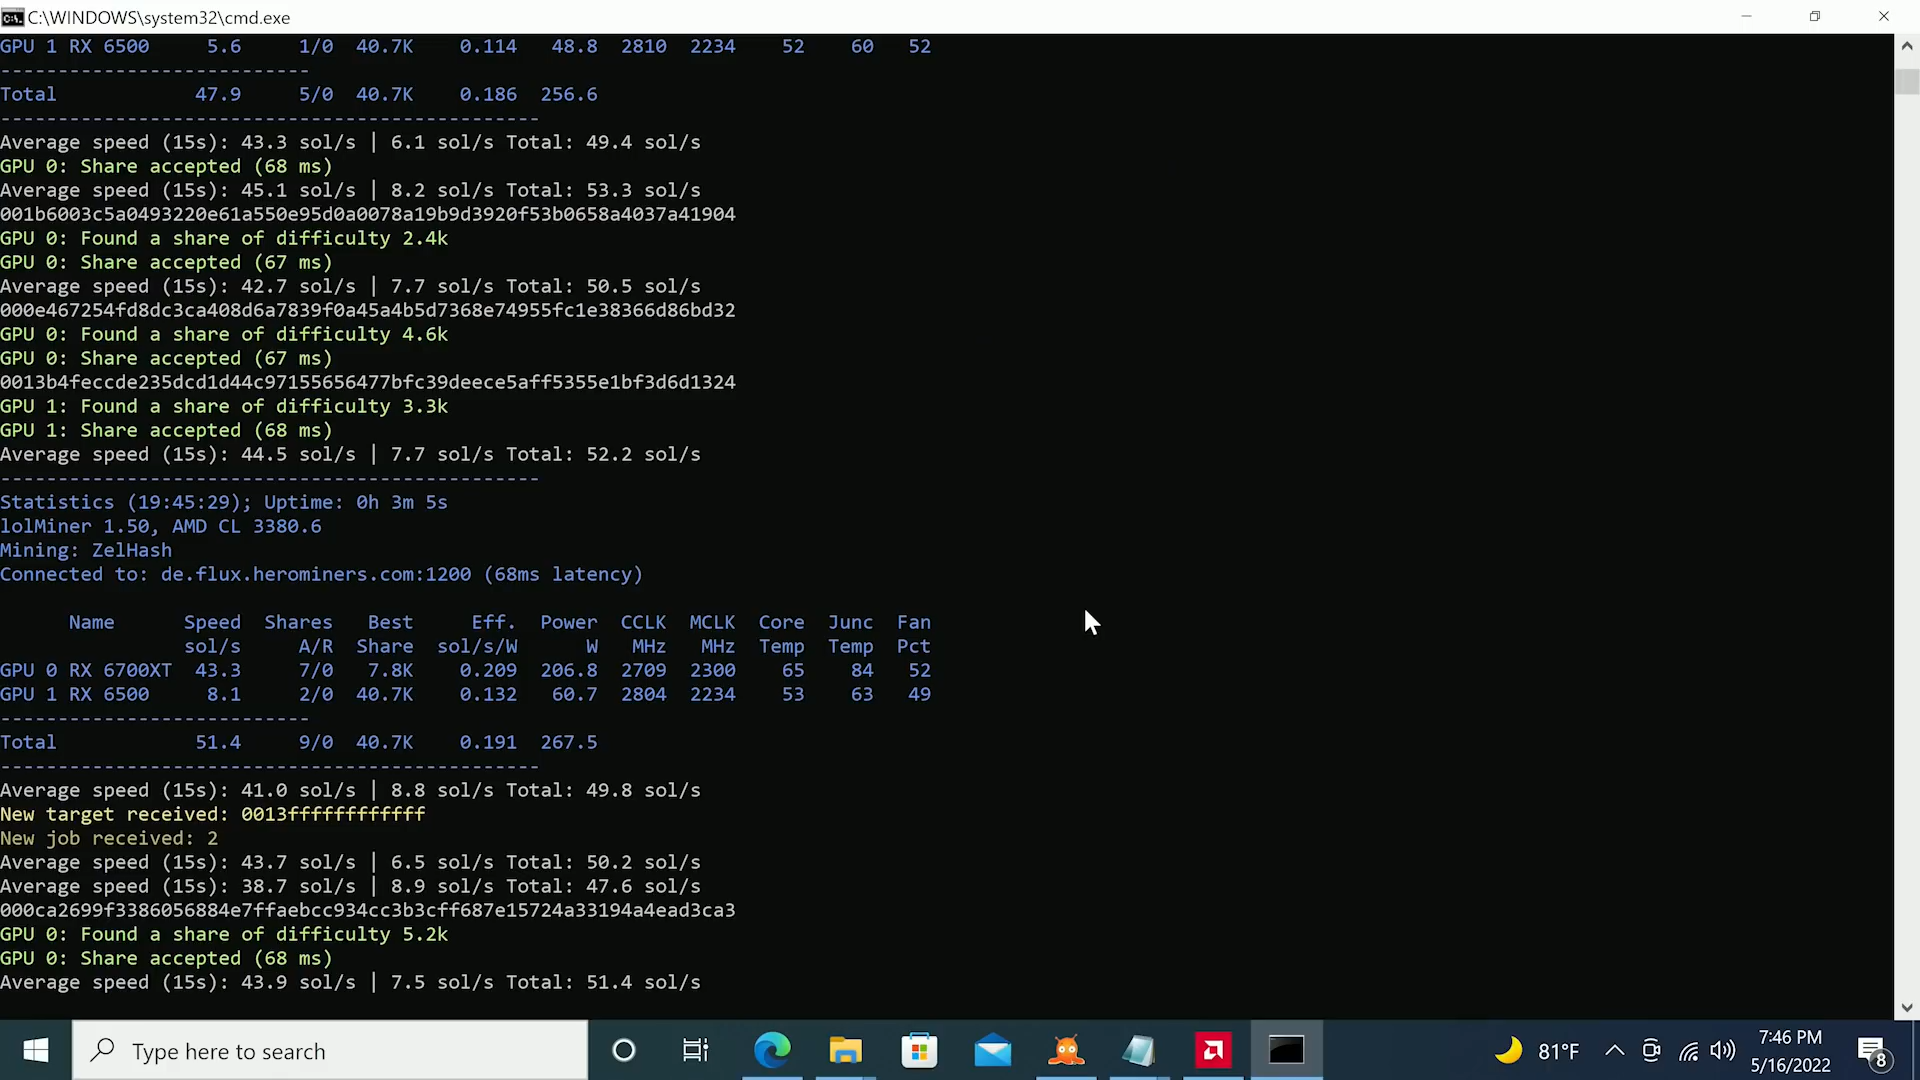 C:\WINDOWS\system32\cmd.exe
GPU 1 RX 6500 5.6 1/0 40.7K 0.114 48.8 2810 2234 52 60 52
---------------------------
Total 47.9 5/0 40.7K 0.186 256.6
-----------------------------------------------
Average speed (15s): 43.3 sol/s | 6.1 sol/s Total: 49.4 sol/s
GPU 0: Share accepted (68 ms)
Average speed (15s): 45.1 sol/s | 8.2 sol/s Total: 53.3 sol/s
001b6003c5a0493220e61a550e95d0a0078a19b9d3920f53b0658a4037a41904
GPU 0: Found a share of difficulty 2.4k
GPU 0: Share accepted (67 ms)
Average speed (15s): 42.7 sol/s | 7.7 sol/s Total: 50.5 sol/s
000e467254fd8dc3ca408d6a7839f0a45a4b5d7368e74955fc1e38366d86bd32
GPU 0: Found a share of difficulty 4.6k
GPU 0: Share accepted (67 ms)
0013b4feccde235dcd1d44c97155656477bfc39deece5aff5355e1bf3d6d1324
GPU 1: Found a share of difficulty 3.3k
GPU 1: Share accepted (68 ms)
Average speed (15s): 44.5 sol/s | 7.7 sol/s Total: 52.2 sol/s
-----------------------------------------------
Statistics (19:45:29); Uptime: 0h 3m 5s
lolMiner 1.50, AMD CL 3380.6
Mining: ZelHash
Connected to: de.flux.herominers.com:1200 (68ms latency)
Name Speed Shares Best Eff. Power CCLK MCLK Core Junc Fan
sol/s A/R Share sol/s/W W MHz MHz Temp Temp Pct
GPU 0 RX 6700XT 43.3 7/0 7.8K 0.209 206.8 2709 2300 65 84 52
GPU 1 RX 6500 8.1 2/0 40.7K 0.132 60.7 2804 2234 53 63 49
---------------------------
Total 51.4 9/0 40.7K 0.191 267.5
-----------------------------------------------
Average speed (15s): 41.0 sol/s | 8.8 sol/s Total: 49.8 sol/s
New target received: 0013ffffffffffff
New job received: 2
Average speed (15s): 43.7 sol/s | 6.5 sol/s Total: 50.2 sol/s
Average speed (15s): 38.7 sol/s | 8.9 sol/s Total: 47.6 sol/s
000ca2699f3386056884e7ffaebcc934cc3b3cff687e15724a33194a4ead3ca3
GPU 0: Found a share of difficulty 5.2k
GPU 0: Share accepted (68 ms)
Average speed (15s): 43.9 sol/s | 7.5 sol/s Total: 51.4 sol/s
Type here to search
81°F
7:46 PM
5/16/2022
8